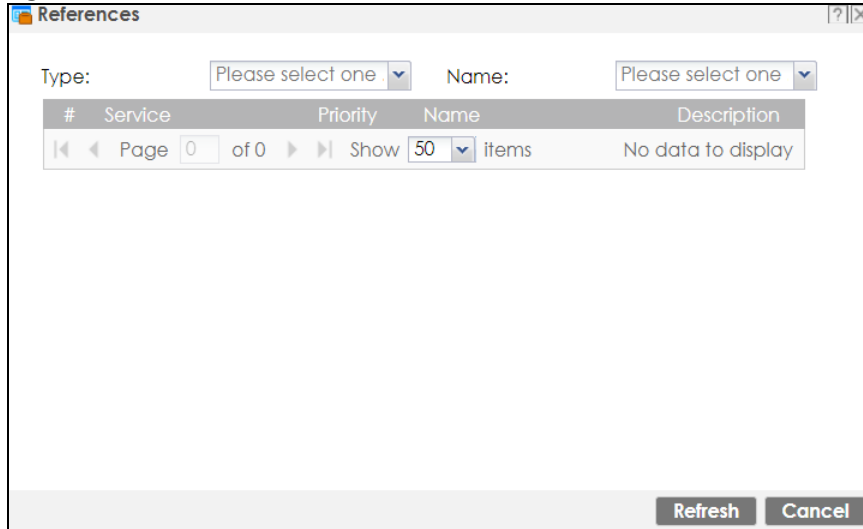 References
Type: Please select one Name: Please select one
# Service Priority Name Description
Page 0 of 0 Show 50 items No data to display
Refresh Cancel